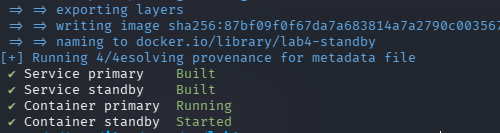 => => exporting layers
=> => writing image sha256:87bf09f0f67da7a683814a7a2790c003567
=> => naming to docker.io/library/lab4-standby
[+] Running 4/4esolving provenance for metadata file
✔ Service primary Built
✔ Service standby Built
✔ Container primary Running
✔ Container standby Started